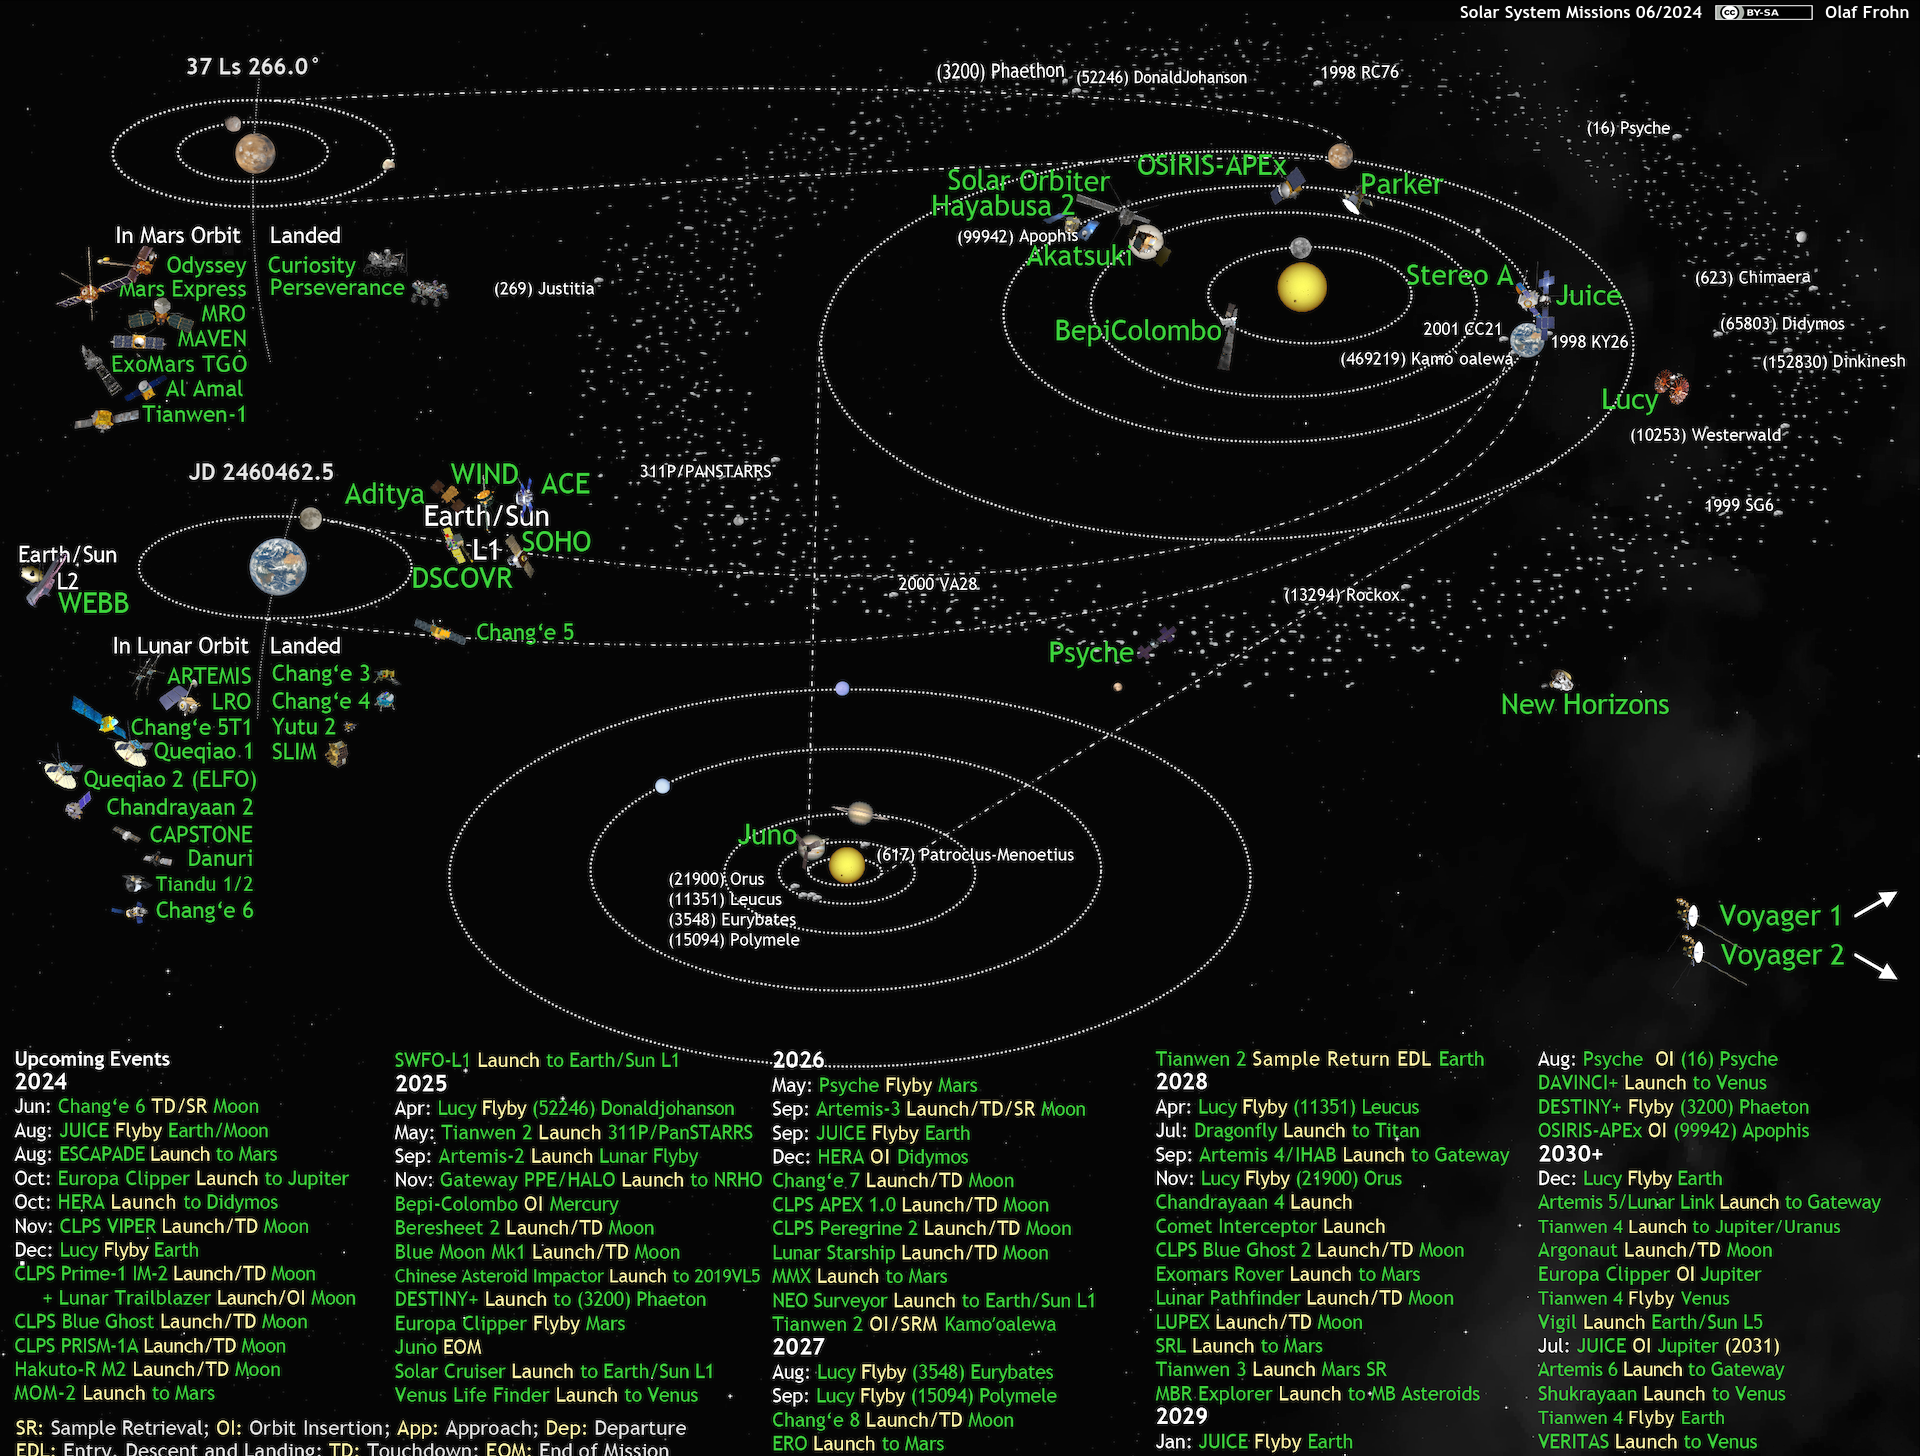 Solar System Missions 06/2024 cc BY-SA Olaf Frohn
37 Ls 266.0°
(3200) Phaethon
(52246) DonaldJohanson
1998 RC76
(16) Psyche
OSIRIS-APEx
Solar Orbiter
Parker
Hayabusa 2
(99942) Apophis
Akatsuki
Stereo A
Juice
(623) Chimaera
BepiColombo
2001 CC21
1998 KY26
(65803) Didymos
(469219) Kamo oalewa
(152830) Dinkinesh
Lucy
(10253) Westerwald
1999 SG6
In Mars Orbit
Odyssey
Mars Express
MRO
MAVEN
ExoMars TGO
Al Amal
Tianwen-1
Landed
Curiosity
Perseverance
(269) Justitia
311P/PANSTARRS
JD 2460462.5
Aditya
WIND
ACE
Earth/Sun
L1
SOHO
DSCOVR
Earth/Sun
L2
WEBB
2000 VA28
(13294) Rockox
Chang‘e 5
Psyche
New Horizons
In Lunar Orbit
ARTEMIS
LRO
Chang‘e 5T1
Queqiao 1
Queqiao 2 (ELFO)
Chandrayaan 2
CAPSTONE
Danuri
Tiandu 1/2
Chang‘e 6
Landed
Chang‘e 3
Chang‘e 4
Yutu 2
SLIM
Juno
(617) Patroclus-Menoetius
(21900) Orus
(11351) Leucus
(3548) Eurybates
(15094) Polymele
Voyager 1
Voyager 2
Upcoming Events
2024
Jun: Chang‘e 6 TD/SR Moon
Aug: JUICE Flyby Earth/Moon
Aug: ESCAPADE Launch to Mars
Oct: Europa Clipper Launch to Jupiter
Oct: HERA Launch to Didymos
Nov: CLPS VIPER Launch/TD Moon
Dec: Lucy Flyby Earth
CLPS Prime-1 IM-2 Launch/TD Moon
+ Lunar Trailblazer Launch/OI Moon
CLPS Blue Ghost Launch/TD Moon
CLPS PRISM-1A Launch/TD Moon
Hakuto-R M2 Launch/TD Moon
MOM-2 Launch to Mars
SWFO-L1 Launch to Earth/Sun L1
2025
Apr: Lucy Flyby (52246) Donaldjohanson
May: Tianwen 2 Launch 311P/PanSTARRS
Sep: Artemis-2 Launch Lunar Flyby
Nov: Gateway PPE/HALO Launch to NRHO
Bepi-Colombo OI Mercury
Beresheet 2 Launch/TD Moon
Blue Moon Mk1 Launch/TD Moon
Chinese Asteroid Impactor Launch to 2019VL5
DESTINY+ Launch to (3200) Phaeton
Europa Clipper Flyby Mars
Juno EOM
Solar Cruiser Launch to Earth/Sun L1
Venus Life Finder Launch to Venus
2026
May: Psyche Flyby Mars
Sep: Artemis-3 Launch/TD/SR Moon
Sep: JUICE Flyby Earth
Dec: HERA OI Didymos
Chang‘e 7 Launch/TD Moon
CLPS APEX 1.0 Launch/TD Moon
CLPS Peregrine 2 Launch/TD Moon
Lunar Starship Launch/TD Moon
MMX Launch to Mars
NEO Surveyor Launch to Earth/Sun L1
Tianwen 2 OI/SRM Kamo'oalewa
2027
Aug: Lucy Flyby (3548) Eurybates
Sep: Lucy Flyby (15094) Polymele
Chang‘e 8 Launch/TD Moon
ERO Launch to Mars
Tianwen 2 Sample Return EDL Earth
2028
Apr: Lucy Flyby (11351) Leucus
Jul: Dragonfly Launch to Titan
Sep: Artemis 4/IHAB Launch to Gateway
Nov: Lucy Flyby (21900) Orus
Chandrayaan 4 Launch
Comet Interceptor Launch
CLPS Blue Ghost 2 Launch/TD Moon
Exomars Rover Launch to Mars
Lunar Pathfinder Launch/TD Moon
LUPEX Launch/TD Moon
SRL Launch to Mars
Tianwen 3 Launch Mars SR
MBR Explorer Launch to MB Asteroids
2029
Jan: JUICE Flyby Earth
Aug: Psyche OI (16) Psyche
DAVINCI+ Launch to Venus
DESTINY+ Flyby (3200) Phaeton
OSIRIS-APEx OI (99942) Apophis
2030+
Dec: Lucy Flyby Earth
Artemis 5/Lunar Link Launch to Gateway
Tianwen 4 Launch to Jupiter/Uranus
Argonaut Launch/TD Moon
Europa Clipper OI Jupiter
Tianwen 4 Flyby Venus
Vigil Launch Earth/Sun L5
Jul: JUICE OI Jupiter (2031)
Artemis 6 Launch to Gateway
Shukrayaan Launch to Venus
Tianwen 4 Flyby Earth
VERITAS Launch to Venus
SR: Sample Retrieval; OI: Orbit Insertion; App: Approach; Dep: Departure
EDL: Entry, Descent and Landing; TD: Touchdown; EOM: End of Mission